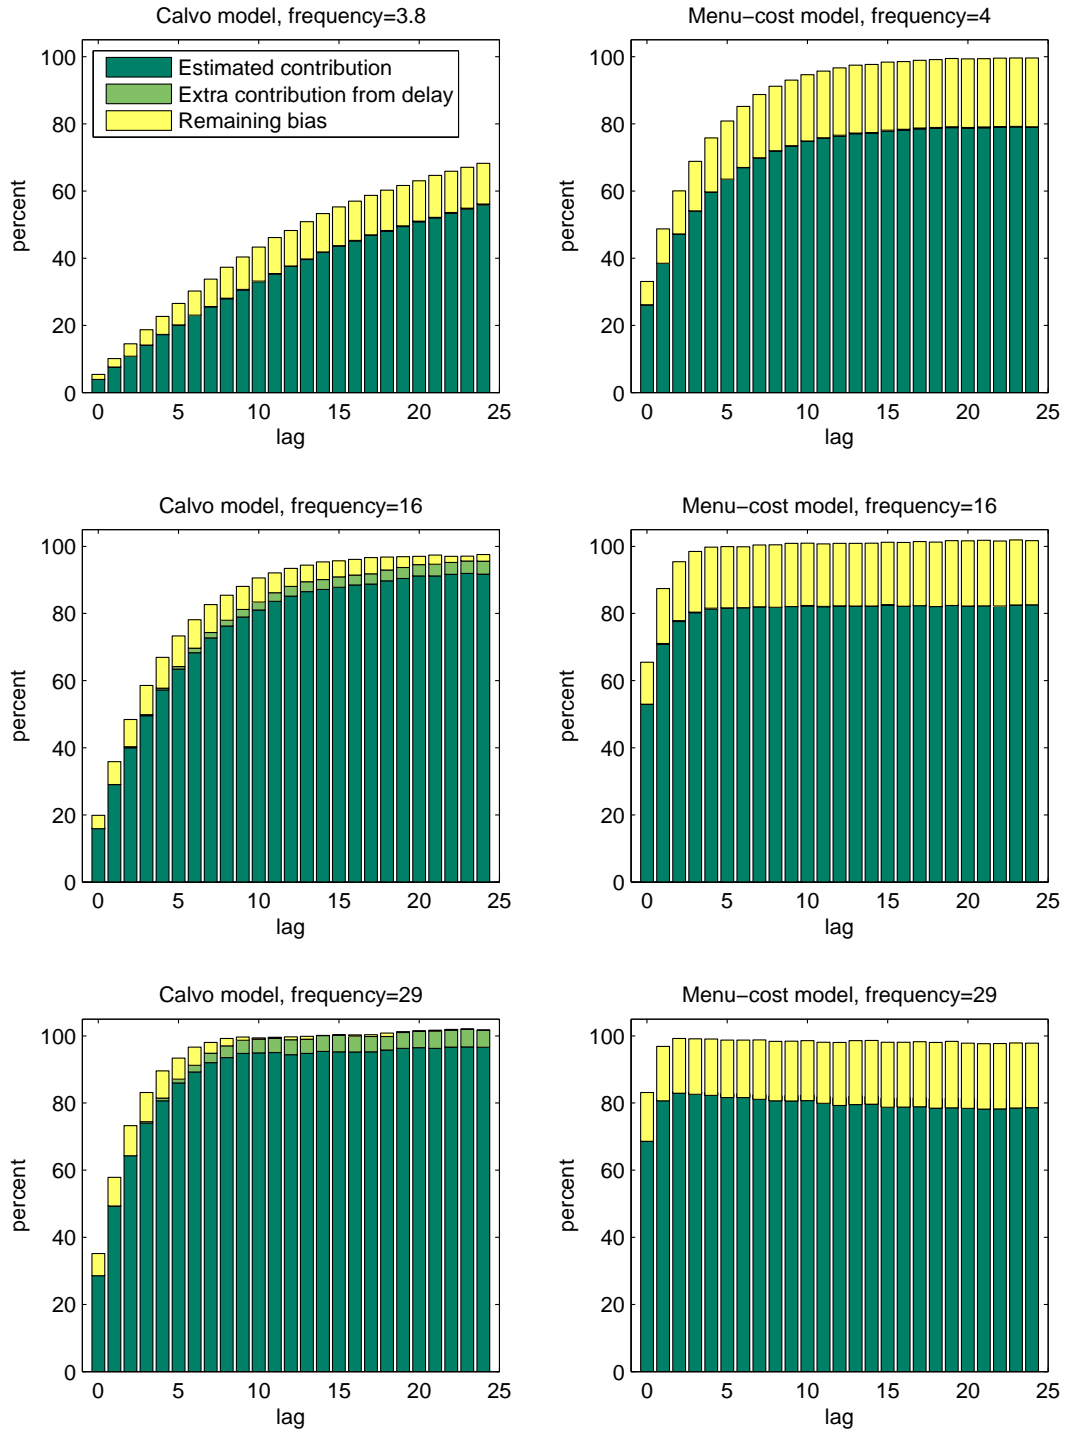 Calvo model, frequency=3.8
percent
100
80
60
40
20
0
Estimated contribution
Extra contribution from delay
Remaining bias
0 5 10 15 20 25
lag
Menu−cost model, frequency=4
percent
100
80
60
40
20
0
0 5 10 15 20 25
lag
Calvo model, frequency=16
percent
100
80
60
40
20
0
0 5 10 15 20 25
lag
Menu−cost model, frequency=16
percent
100
80
60
40
20
0
0 5 10 15 20 25
lag
Calvo model, frequency=29
percent
100
80
60
40
20
0
0 5 10 15 20 25
lag
Menu−cost model, frequency=29
percent
100
80
60
40
20
0
0 5 10 15 20 25
lag